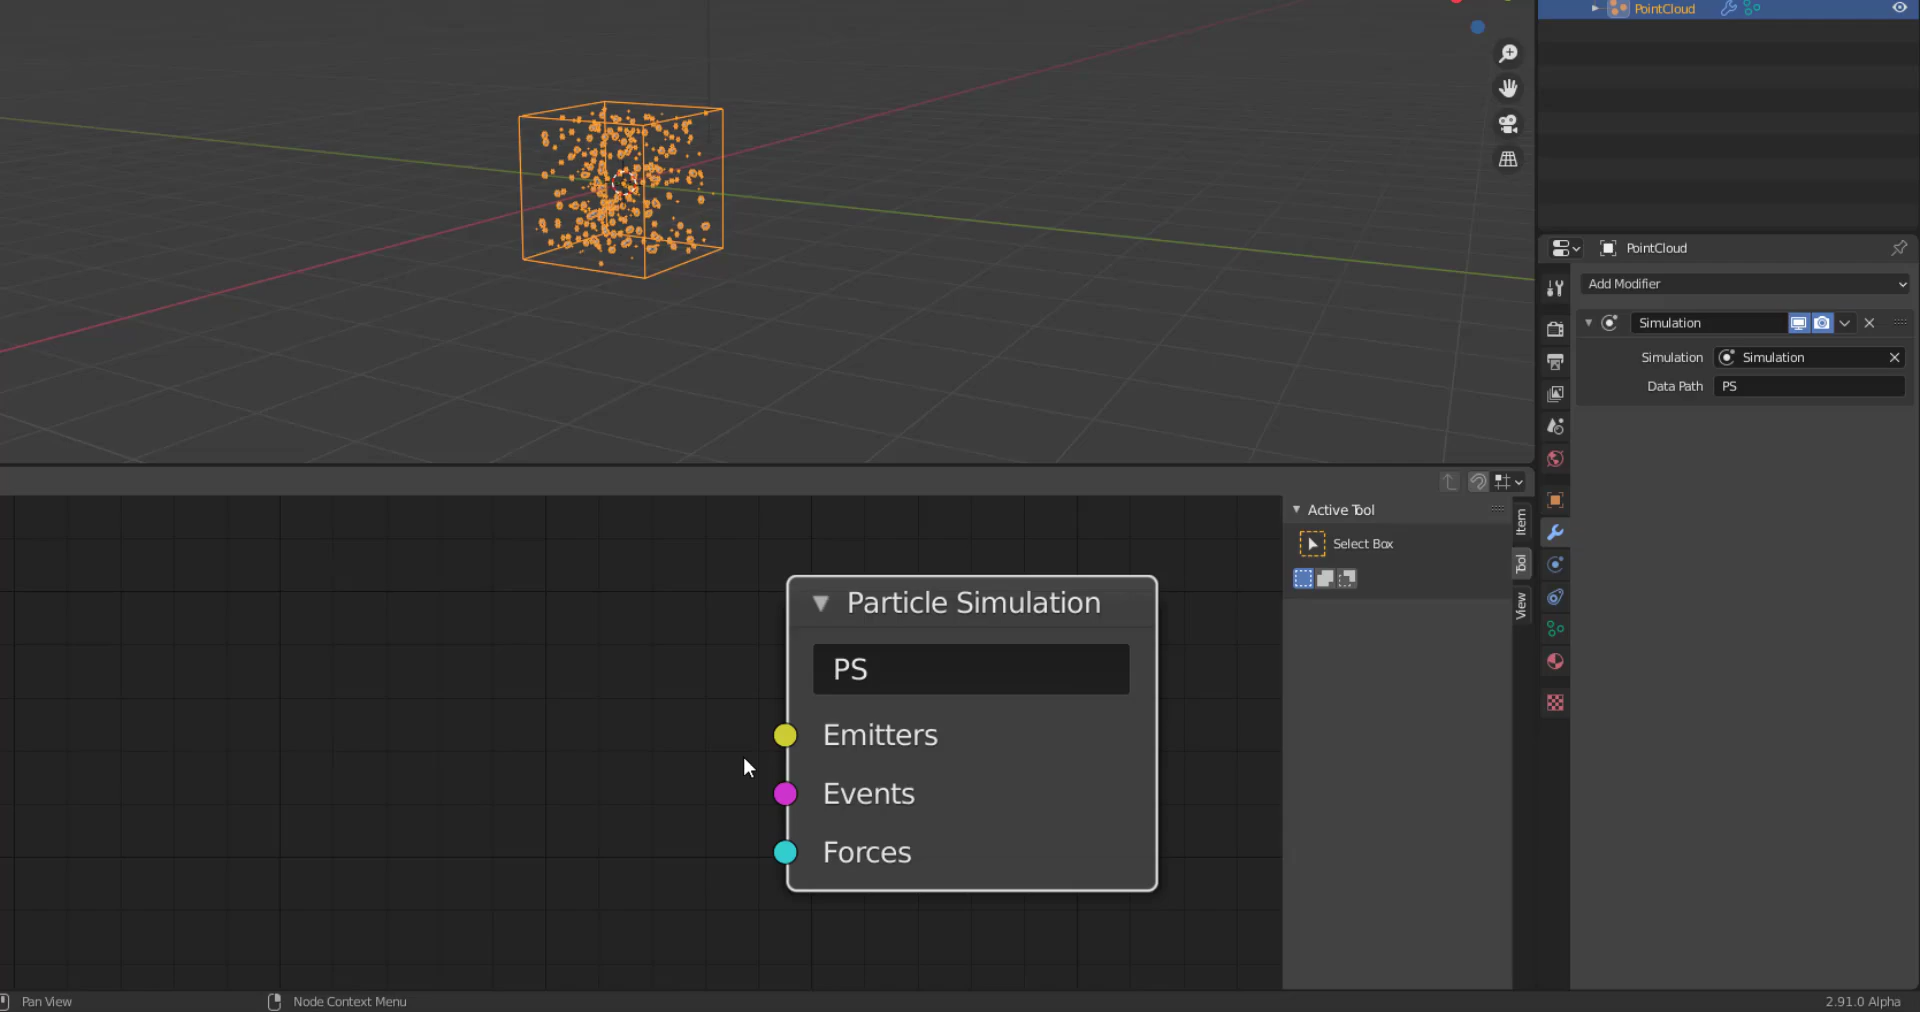 PointCloud
PointCloud
Add Modifier
Simulation
Simulation Simulation
Data Path PS
Active Tool
Select Box
Item
Tool
View
Particle Simulation
PS
Emitters
Events
Forces
Pan View
Node Context Menu
2.91.0 Alpha